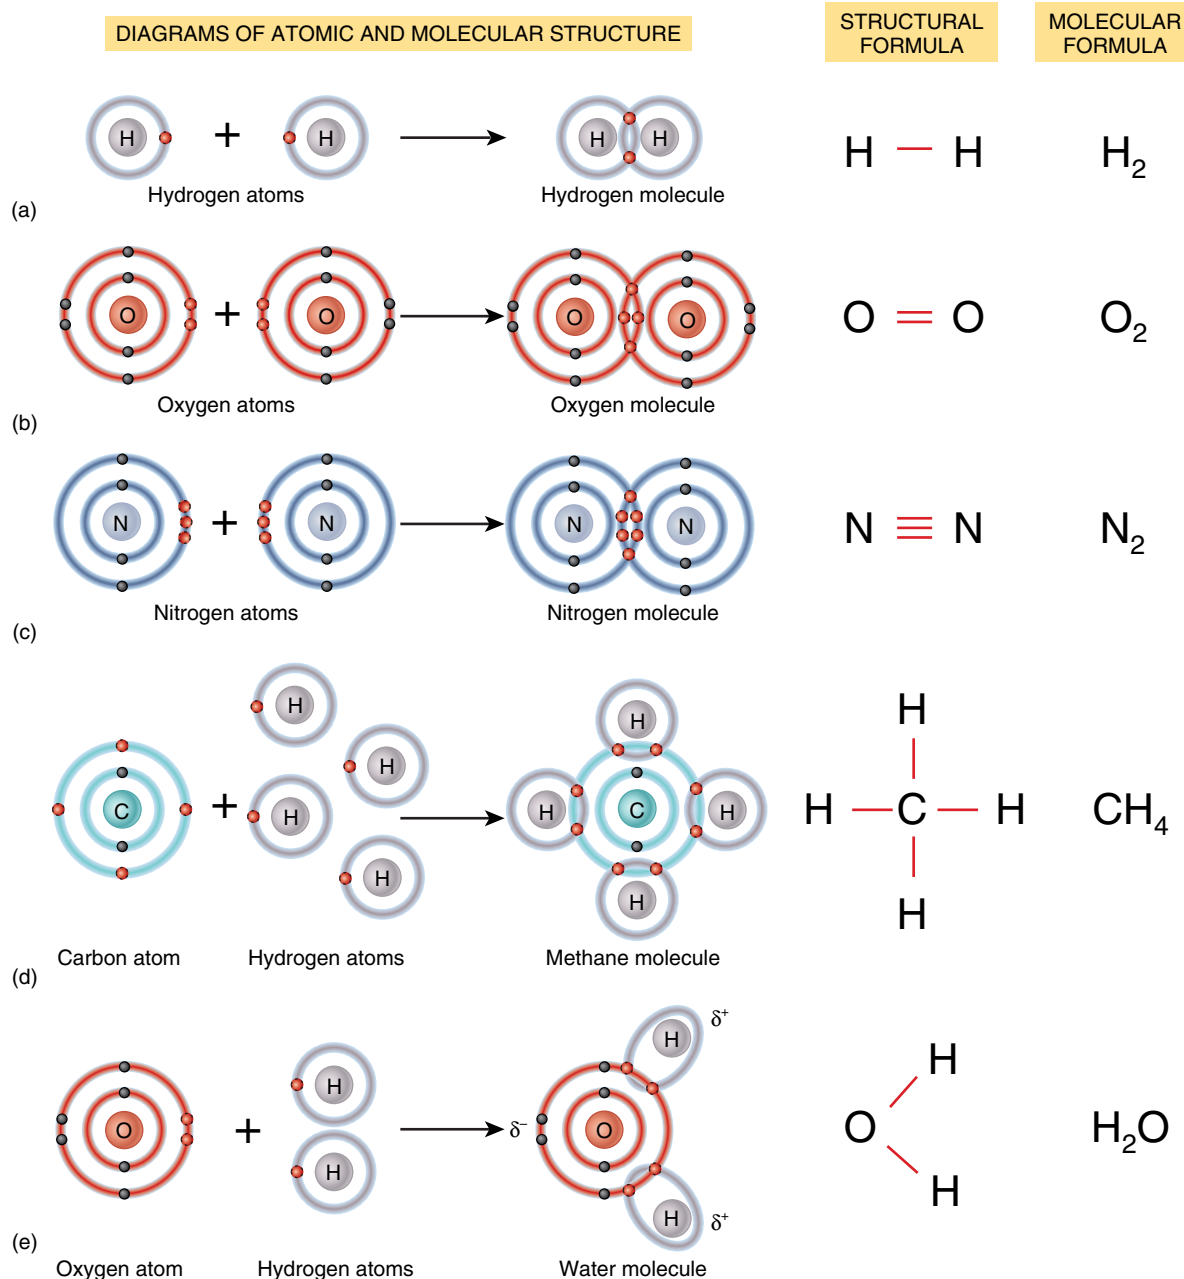 DIAGRAMS OF ATOMIC AND MOLECULAR STRUCTURE
STRUCTURAL
FORMULA
MOLECULAR
FORMULA
H + H H H
H — H
H₂
Hydrogen atoms
Hydrogen molecule
(a)
O + O O O
O = O
O₂
Oxygen atoms
Oxygen molecule
(b)
N + N N N
N ≡ N
N₂
Nitrogen atoms
Nitrogen molecule
(c)
H
H
H
H
C +
H
H C H
H
H
H — C — H
H
CH₄
Carbon atom
Hydrogen atoms
Methane molecule
(d)
O +
H
H
H δ⁺
δ⁻ O
H δ⁺
H
O
H
H₂O
(e)
Oxygen atom
Hydrogen atoms
Water molecule